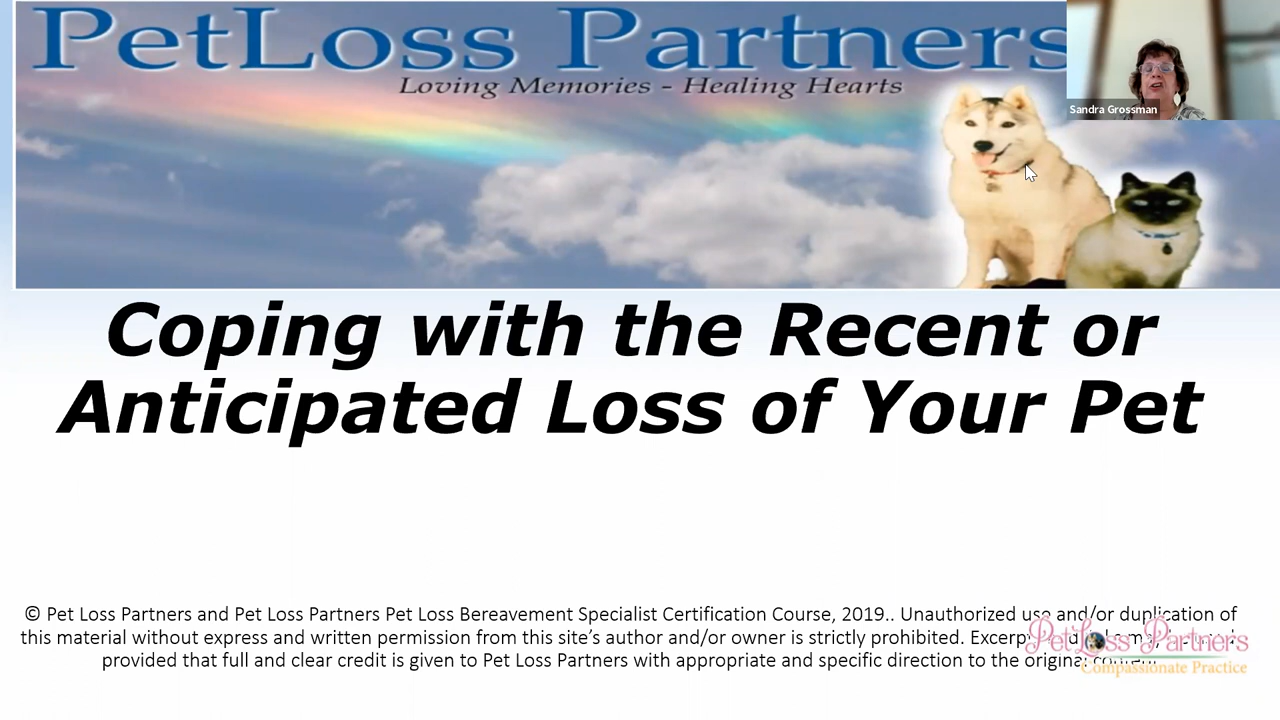 PetLoss Partners
Loving Memories - Healing Hearts
Sandra Grossman
Coping with the Recent or
Anticipated Loss of Your Pet
© Pet Loss Partners and Pet Loss Partners Pet Loss Bereavement Specialist Certification Course, 2019.. Unauthorized use and/or duplication of
this material without express and written permission from this site's author and/or owner is strictly prohibited.
provided that full and clear credit is given to Pet Loss Partners with appropriate and specific direction to the original content.
PetLoss Partners
Compassionate Practice